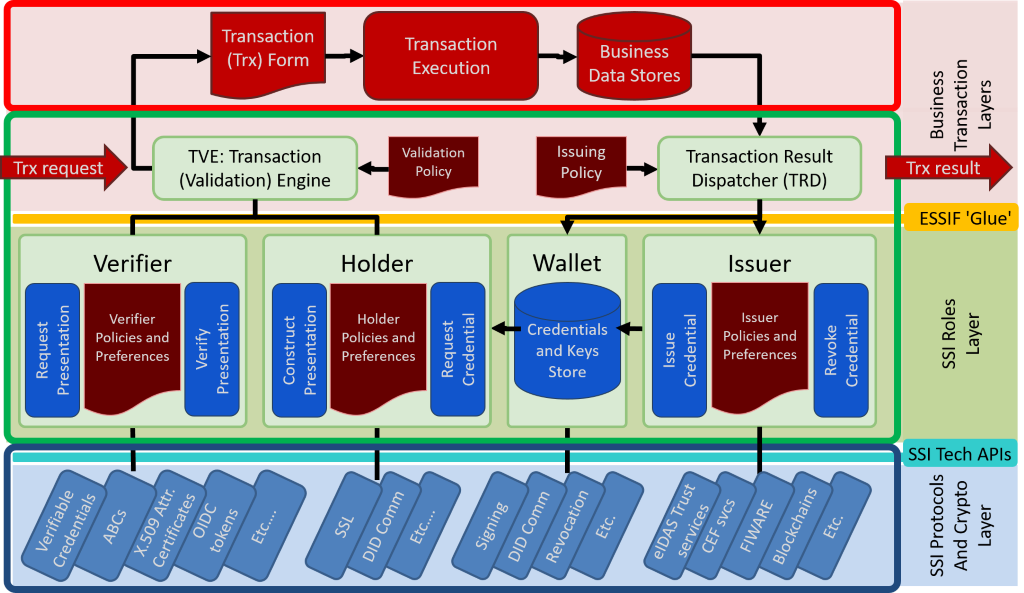 Transaction
(Trx) Form
Transaction
Execution
Business
Data Stores
Business
Transaction
Layers
Trx request
TVE: Transaction
(Validation) Engine
Validation
Policy
Issuing
Policy
Transaction Result
Dispatcher (TRD)
Trx result
ESSIF 'Glue'
Verifier
Request
Presentation
Verifier
Policies and
Preferences
Verify
Presentation
Holder
Construct
Presentation
Holder
Policies and
Preferences
Request
Credential
Wallet
Credentials
and Keys
Store
Issuer
Issue
Credential
Issuer
Policies and
Preferences
Revoke
Credential
SSI Roles
Layer
SSI Tech APIs
Verifiable
Credentials
ABCs
X.509 Attr.
Certificates
OIDC
tokens
Etc....
SSL
DID Comm
Etc....
Signing
DID Comm
Revocation
Etc.
eIDAS Trust
services
CEF svcs
FIWARE
Blockchains
Etc.
SSI Protocols
And Crypto
Layer